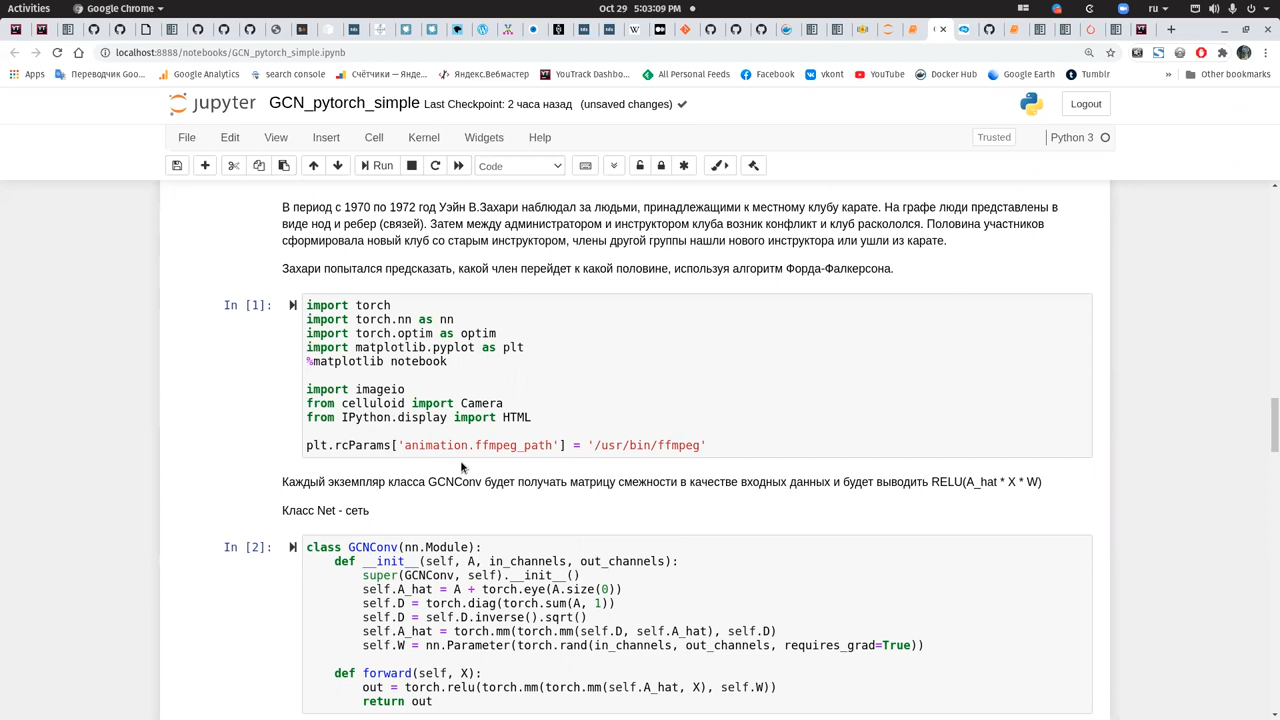 Activities Google Chrome Oct 29 5:03:09 PM ru
localhost:8888/notebooks/GCN_pytorch_simple.ipynb
Apps Переводчик Goo... Google Analytics search console Счётчики — Янде... Яндекс.Вебмастер YouTrack Dashbo... All Personal Feeds Facebook vkont YouTube Docker Hub Google Earth Tumblr » Other bookmarks
jupyter GCN_pytorch_simple Last Checkpoint: 2 часа назад (unsaved changes) Logout
File Edit View Insert Cell Kernel Widgets Help Trusted Python 3
Run Code
В период с 1970 по 1972 год Уэйн В.Захари наблюдал за людьми, принадлежащими к местному клубу карате. На графе люди представлены в
виде нод и ребер (связей). Затем между администратором и инструктором клуба возник конфликт и клуб раскололся. Половина участников
сформировала новый клуб со старым инструктором, члены другой группы нашли нового инструктора или ушли из карате.
Захари попытался предсказать, какой член перейдет к какой половине, используя алгоритм Форда-Фалкерсона.
In [1]: import torch
import torch.nn as nn
import torch.optim as optim
import matplotlib.pyplot as plt
%matplotlib notebook
import imageio
from celluloid import Camera
from IPython.display import HTML
plt.rcParams['animation.ffmpeg_path'] = '/usr/bin/ffmpeg'
Каждый экземпляр класса GCNConv будет получать матрицу смежности в качестве входных данных и будет выводить RELU(A_hat * X * W)
Класс Net - сеть
In [2]: class GCNConv(nn.Module):
def __init__(self, A, in_channels, out_channels):
super(GCNConv, self).__init__()
self.A_hat = A + torch.eye(A.size(0))
self.D = torch.diag(torch.sum(A, 1))
self.D = self.D.inverse().sqrt()
self.A_hat = torch.mm(torch.mm(self.D, self.A_hat), self.D)
self.W = nn.Parameter(torch.rand(in_channels, out_channels, requires_grad=True))
def forward(self, X):
out = torch.relu(torch.mm(torch.mm(self.A_hat, X), self.W))
return out